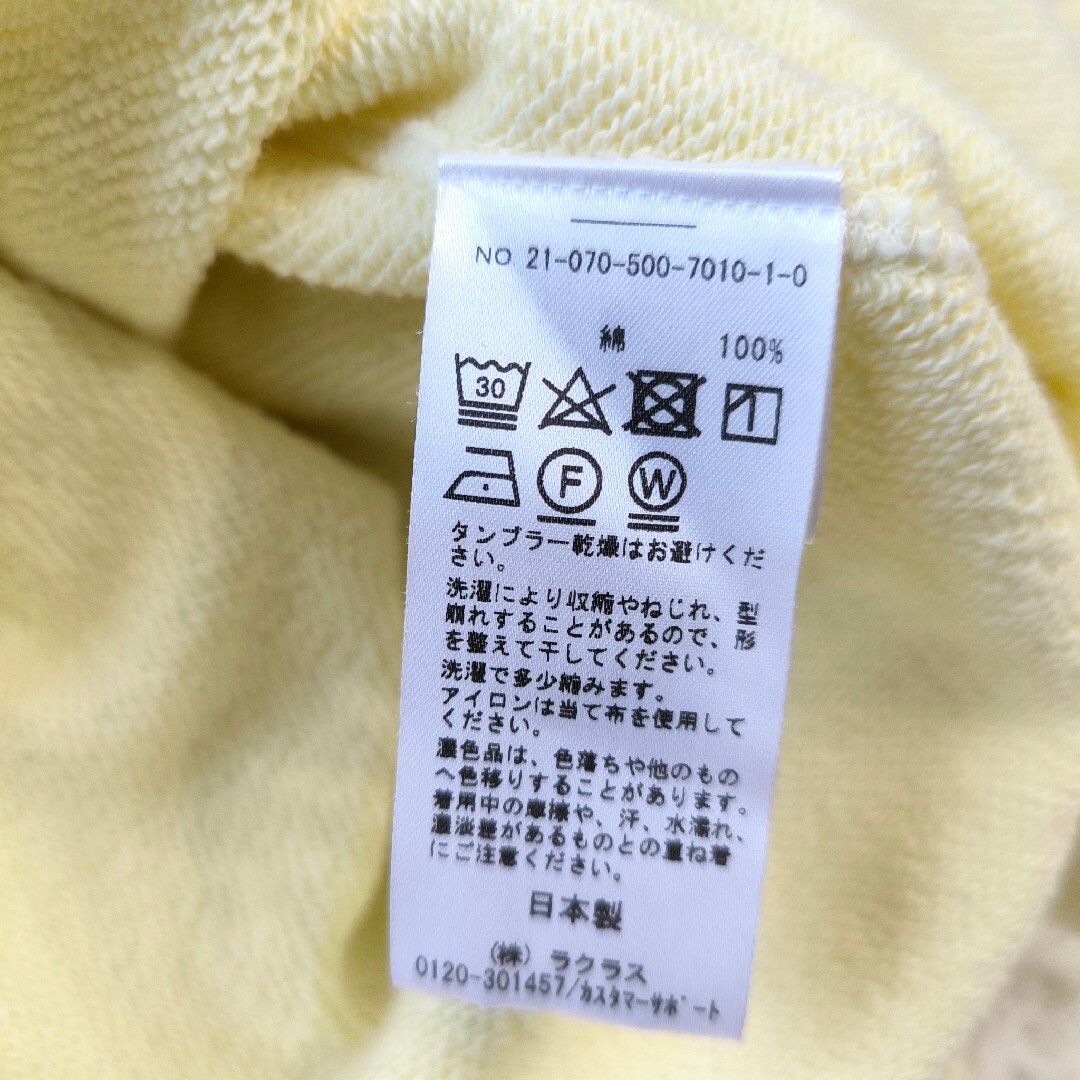 NO 21-070-500-7010-1-0
綿 100%
30
F W
タンブラー乾燥はお避けくだ
さい。
洗濯により収縮やねじれ、型
崩れすることがあるので、形
を整えて干してください。
洗濯で多少縮みます。
アイロンは当て布を使用して
ください。
濃色品は、色落ちや他のもの
へ色移りすることがあります。
着用中の摩擦や、汗、水濡れ、
濃淡差があるものとの重ね着
にご注意ください。
日本製
(株) ラクラス
0120-301457/カスタマーサポート